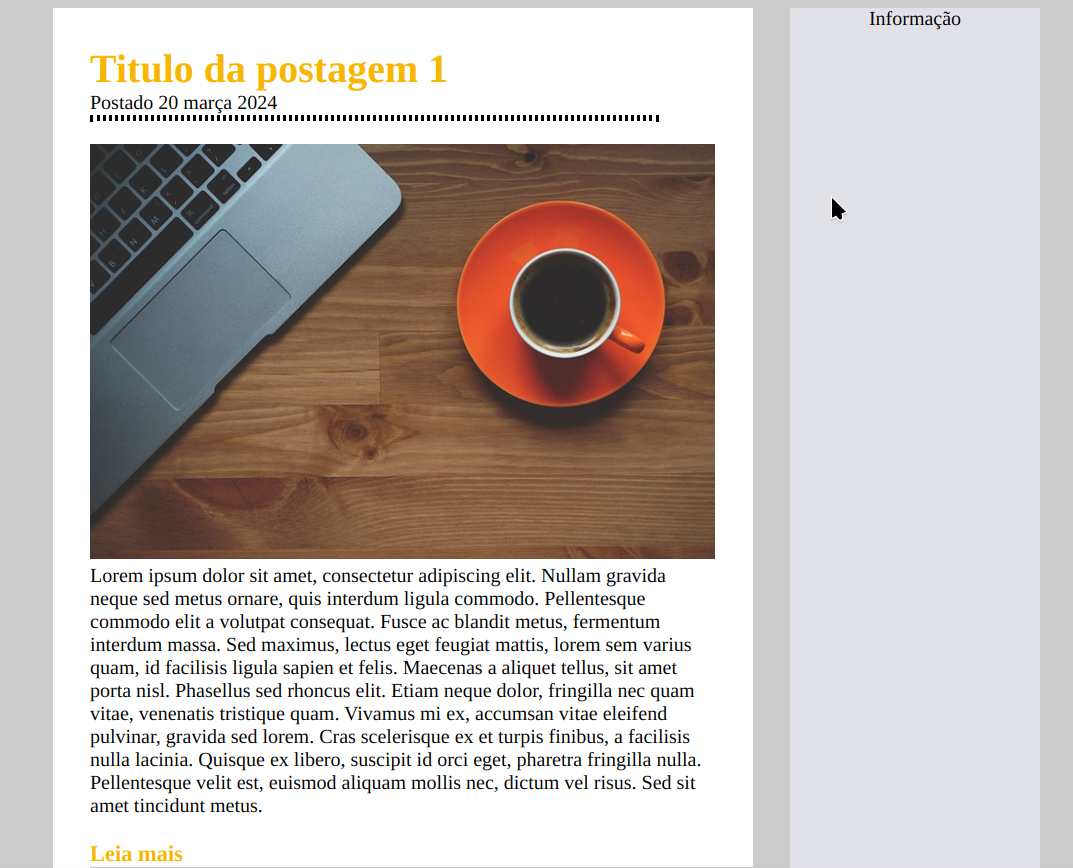 Titulo da postagem 1
Postado 20 março 2024
Lorem ipsum dolor sit amet, consectetur adipiscing elit. Nullam gravida
neque sed metus ornare, quis interdum ligula commodo. Pellentesque
commodo elit a volutpat consequat. Fusce ac blandit metus, fermentum
interdum massa. Sed maximus, lectus eget feugiat mattis, lorem sem varius
quam, id facilisis ligula sapien et felis. Maecenas a aliquet tellus, sit amet
porta nisl. Phasellus sed rhoncus elit. Etiam neque dolor, fringilla nec quam
vitae, venenatis tristique quam. Vivamus mi ex, accumsan vitae eleifend
pulvinar, gravida sed lorem. Cras scelerisque ex et turpis finibus, a facilisis
nulla lacinia. Quisque ex libero, suscipit id orci eget, pharetra fringilla nulla.
Pellentesque velit est, euismod aliquam mollis nec, dictum vel risus. Sed sit
amet tincidunt metus.
Leia mais
Informação